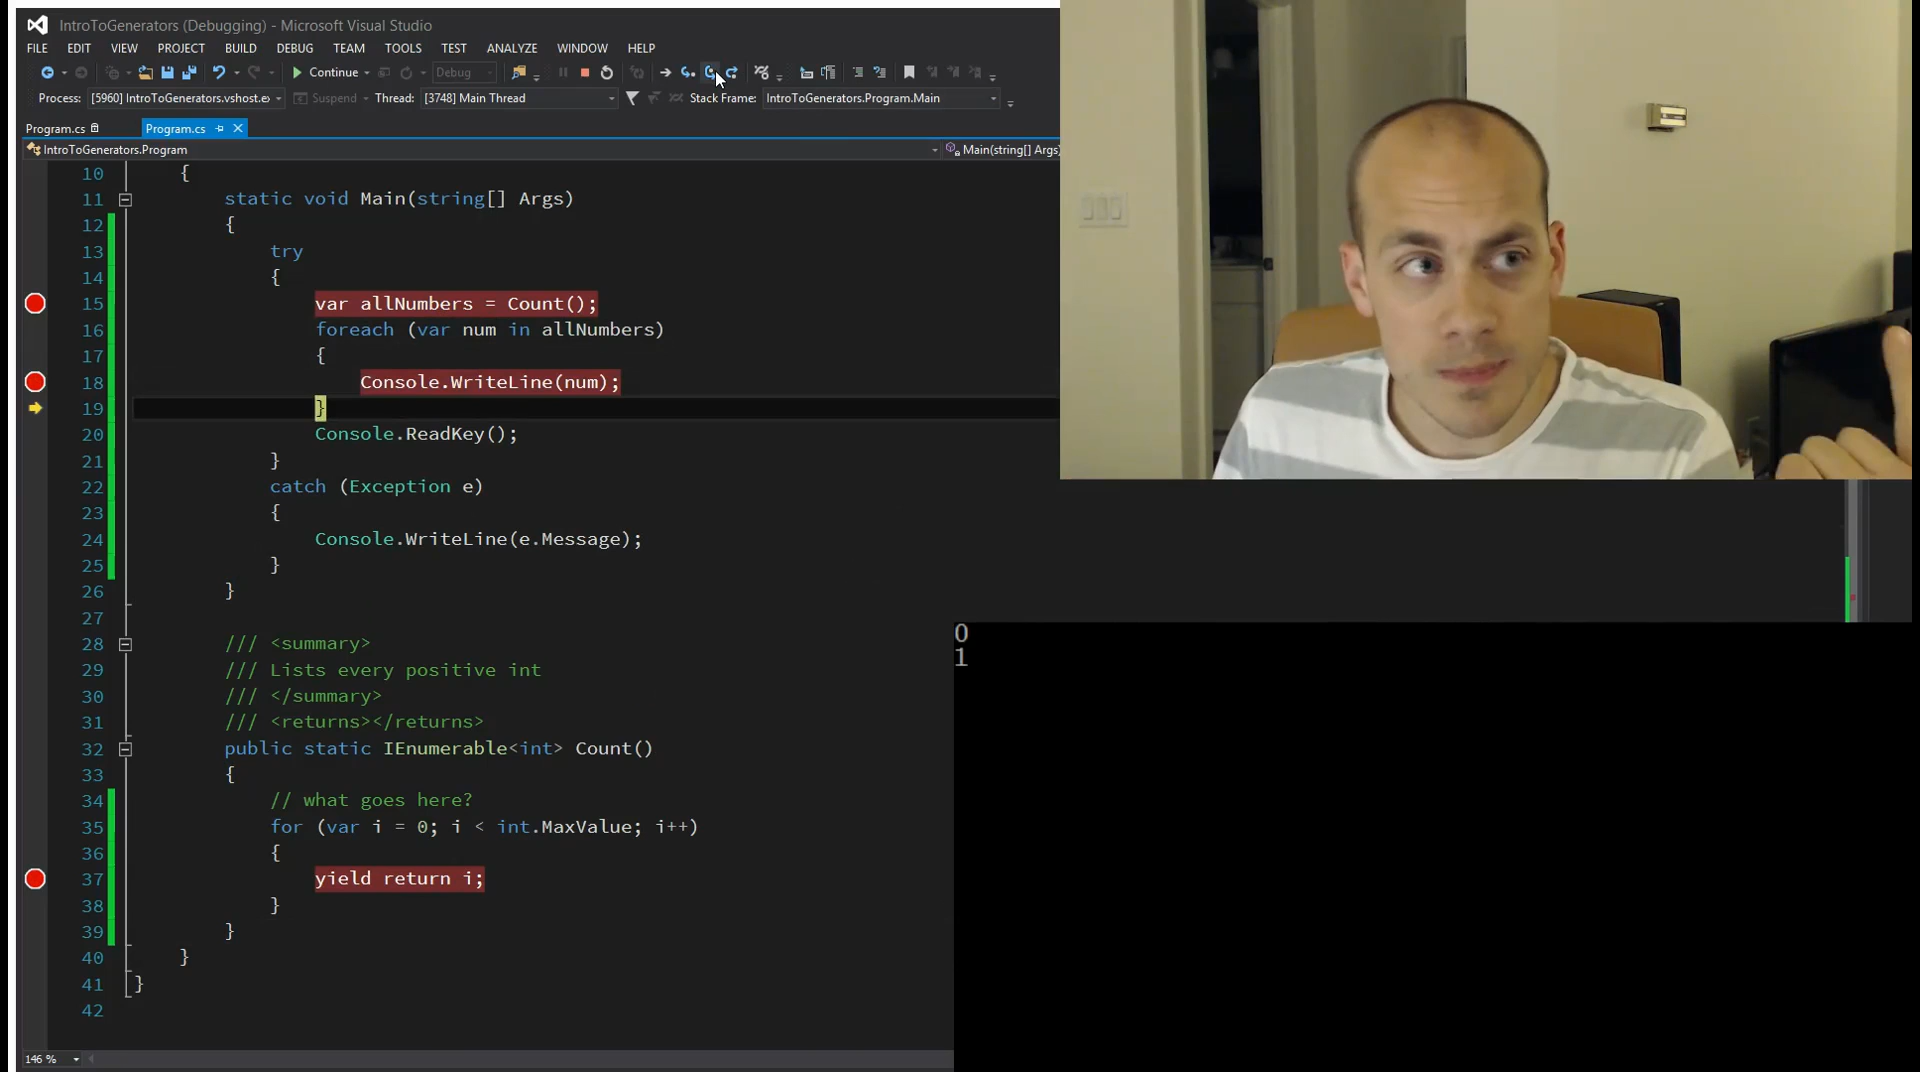 IntroToGenerators (Debugging) - Microsoft Visual Studio
FILE EDIT VIEW PROJECT BUILD DEBUG TEAM TOOLS TEST ANALYZE WINDOW HELP
Continue Debug
Process: [5960] IntroToGenerators.vshost.e Suspend Thread: [3748] Main Thread Stack Frame: IntroToGenerators.Program.Main
Program.cs Program.cs
IntroToGenerators.Program Main(string[] Args)
10 {
11 static void Main(string[] Args)
12 {
13 try
14 {
15 var allNumbers = Count();
16 foreach (var num in allNumbers)
17 {
18 Console.WriteLine(num);
19 }
20 Console.ReadKey();
21 }
22 catch (Exception e)
23 {
24 Console.WriteLine(e.Message);
25 }
26 }
27
28 /// <summary>
29 /// Lists every positive int
30 /// </summary>
31 /// <returns></returns>
32 public static IEnumerable<int> Count()
33 {
34 // what goes here?
35 for (var i = 0; i < int.MaxValue; i++)
36 {
37 yield return i;
38 }
39 }
40 }
41 }
42
146 %
0
1